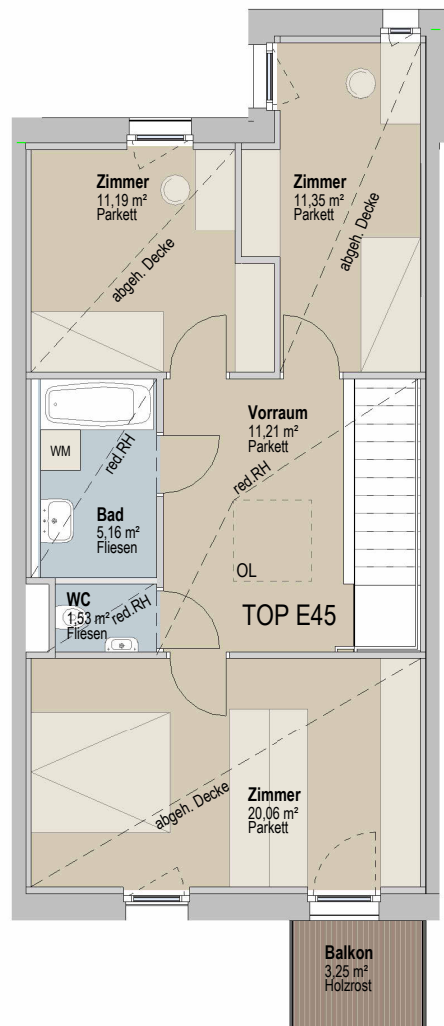 Zimmer
11,19 m²
Parkett
abgeh. Decke
Zimmer
11,35 m²
Parkett
abgeh. Decke
Vorraum
11,21 m²
Parkett
red.RH
OL
TOP E45
WM
red.RH
Bad
5,16 m²
Fliesen
WC
1,53 m²
Fliesen
red.RH
Zimmer
20,06 m²
Parkett
abgeh. Decke
Balkon
3,25 m²
Holzrost